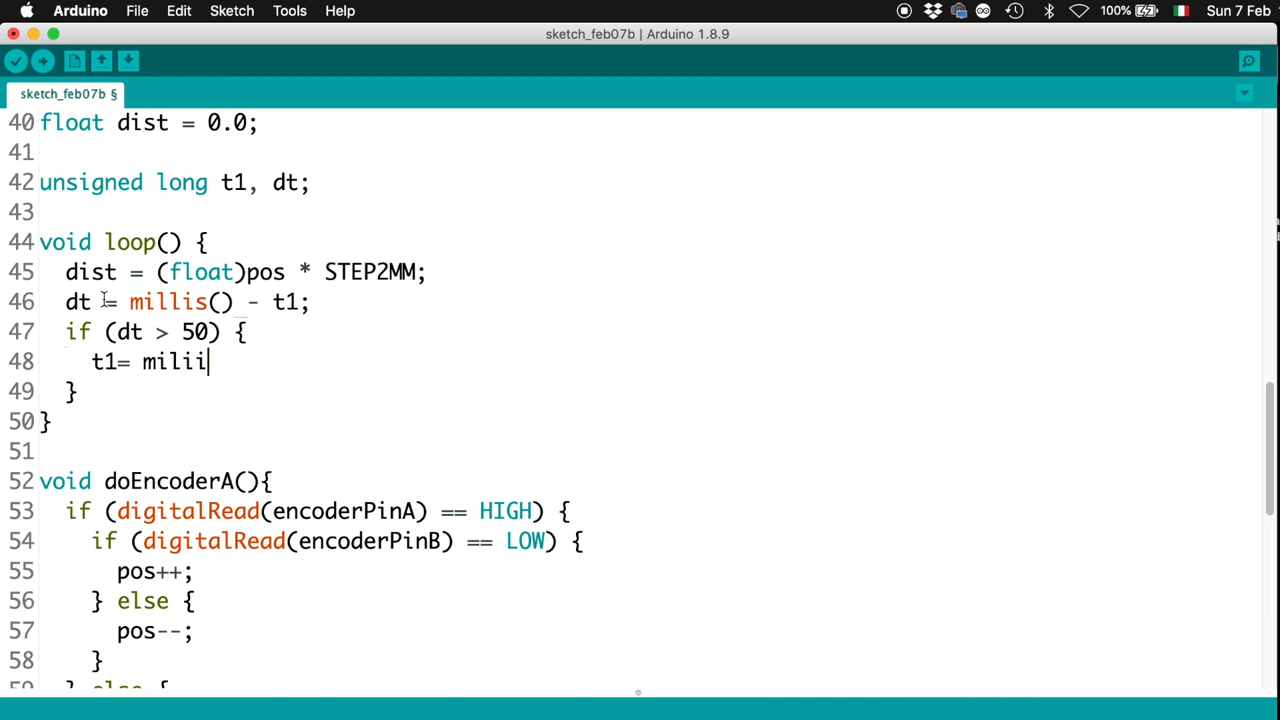 Arduino File Edit Sketch Tools Help 100% Sun 7 Feb
sketch_feb07b | Arduino 1.8.9
sketch_feb07b §
40 float dist = 0.0;
41
42 unsigned long t1, dt;
43
44 void loop() {
45 dist = (float)pos * STEP2MM;
46 dt = millis() - t1;
47 if (dt > 50) {
48 t1= milii
49 }
50 }
51
52 void doEncoderA(){
53 if (digitalRead(encoderPinA) == HIGH) {
54 if (digitalRead(encoderPinB) == LOW) {
55 pos++;
56 } else {
57 pos--;
58 }
59 } else {